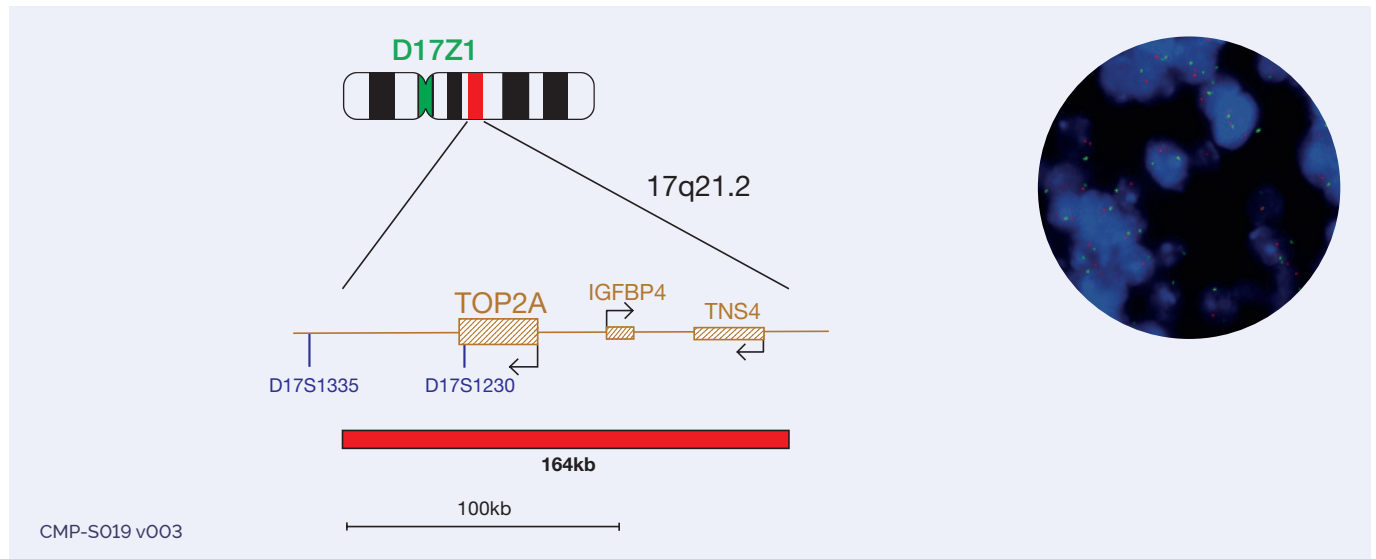 D17Z1
17q21.2
TOP2A
IGFBP4
TNS4
D17S1335
D17S1230
164kb
100kb
CMP-S019 v003